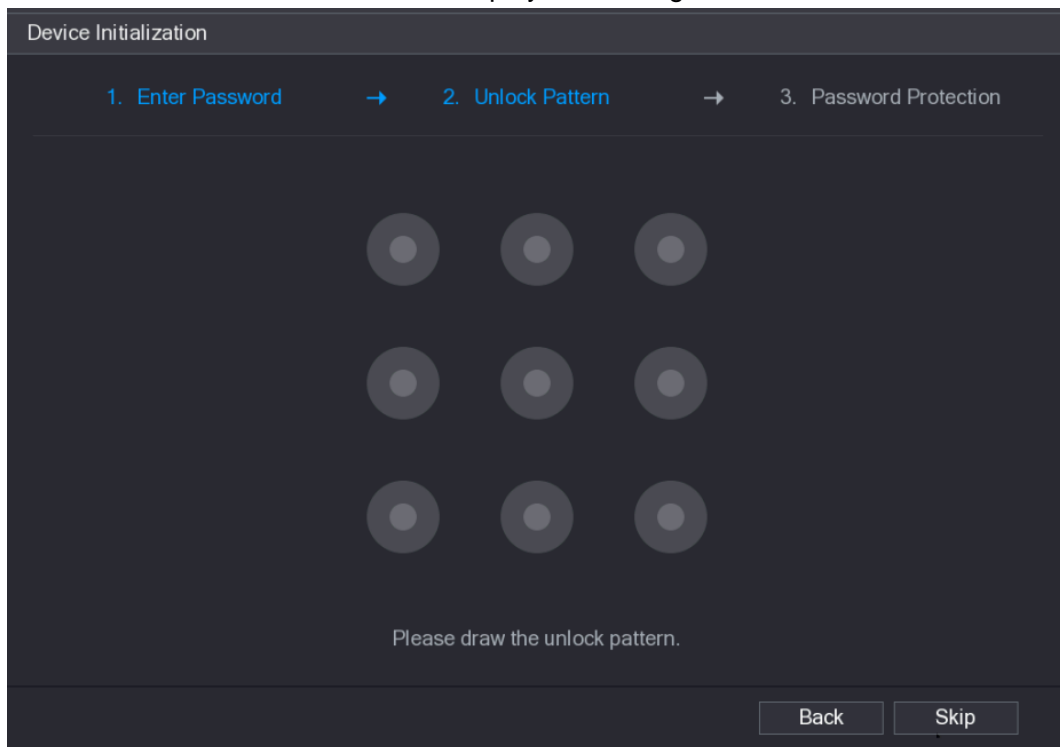 Device Initialization
1. Enter Password → 2. Unlock Pattern → 3. Password Protection
Please draw the unlock pattern.
Back Skip